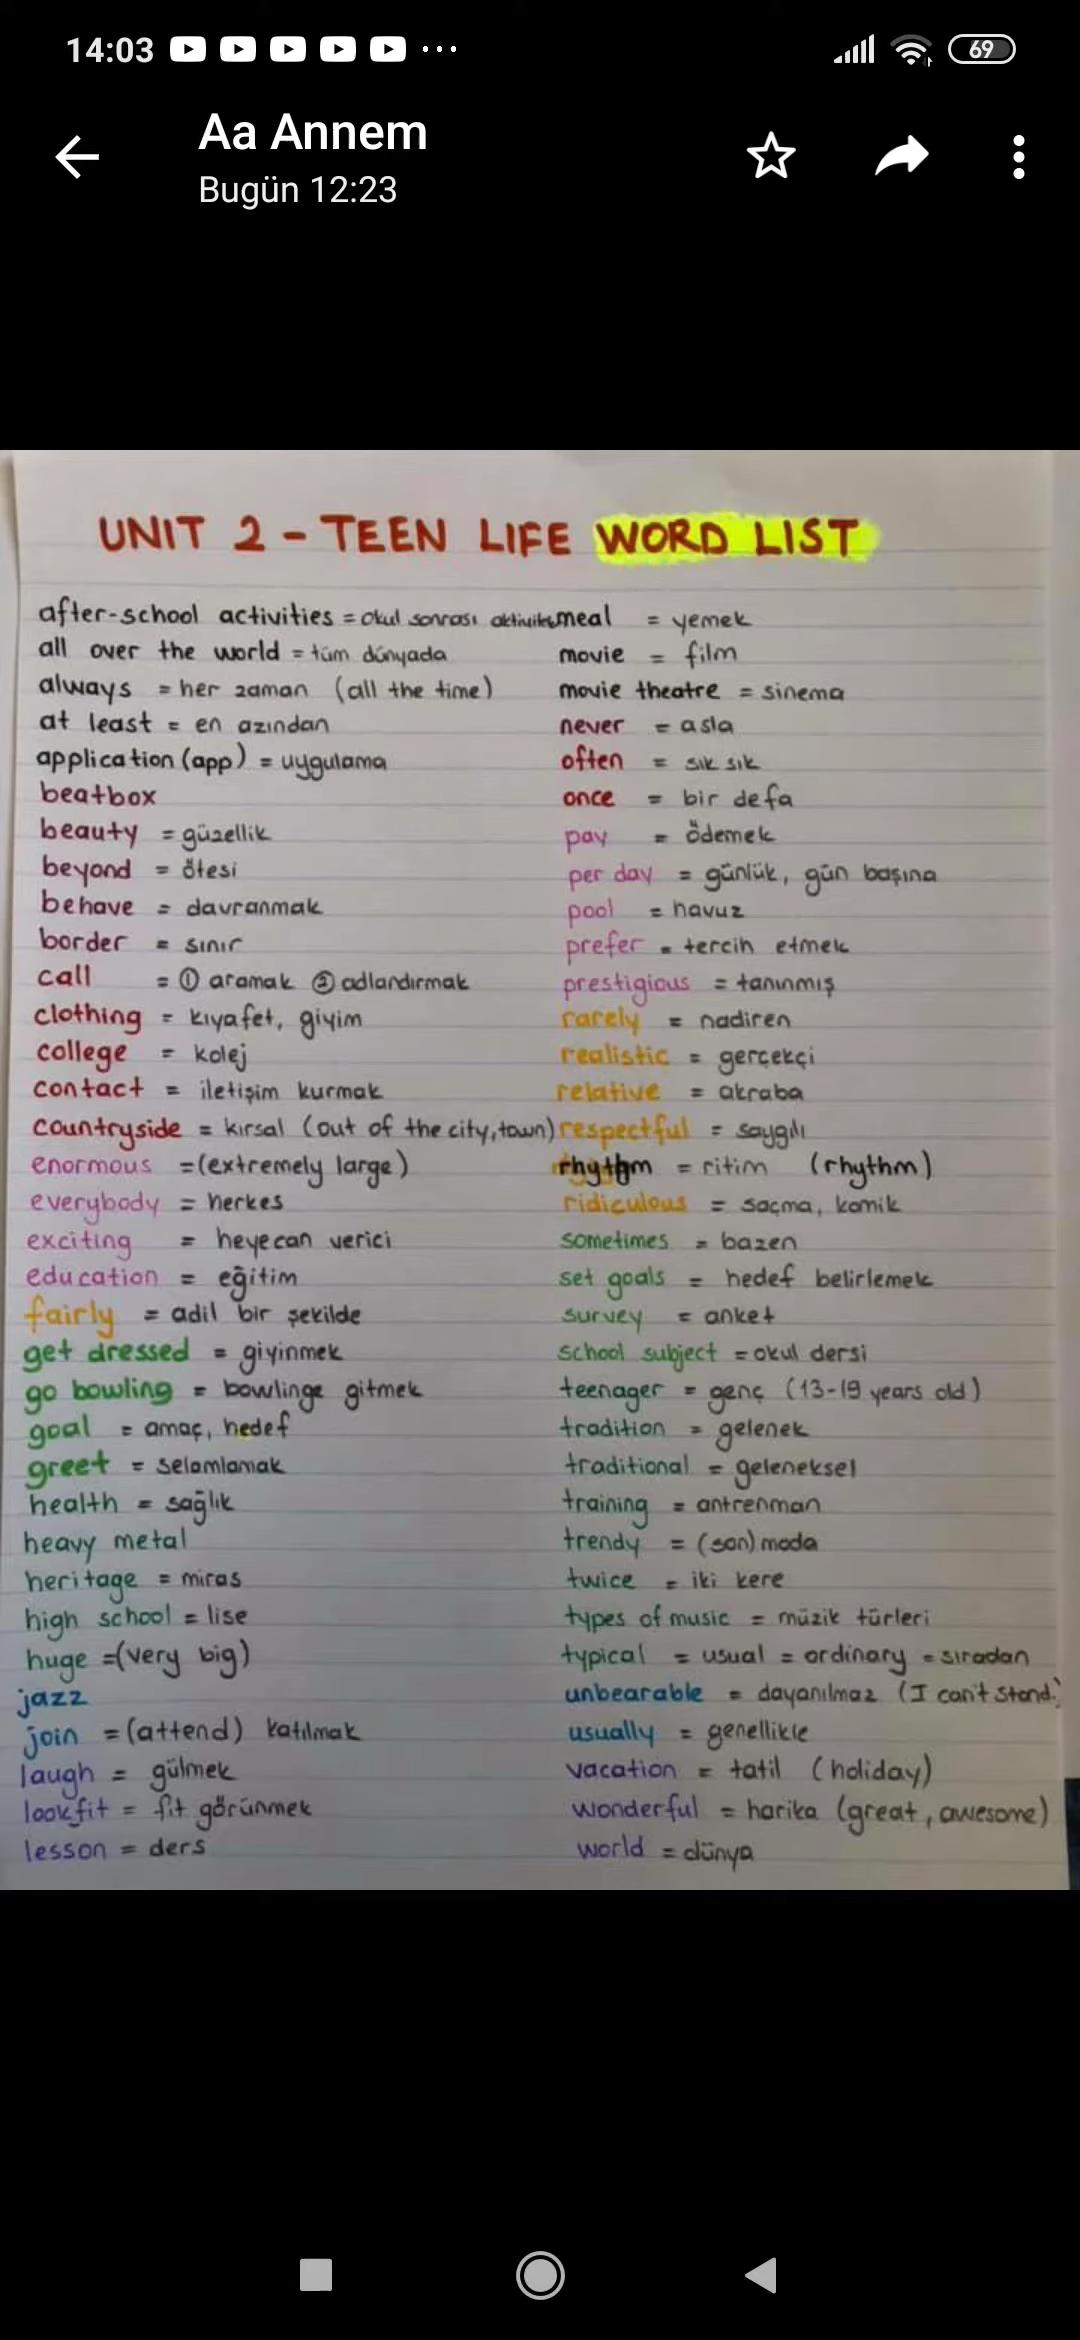 14:03
69
Aa Annem
Bugün 12:23
UNIT 2 - TEEN LIFE WORD LIST
after-school activities = okul sonrası
all over the world = tüm dünyada
always = her zaman (all the time)
at least = en azından
application (app) = uygulama
beatbox
beauty = güzellik
beyond = ötesi
behave = davranmak
border = sınır
call = ① aramak ② adlandırmak
clothing = kıyafet, giyim
college = kolej
contact = iletişim kurmak
countryside = kırsal (out of the city, town)
enormous = (extremely large)
everybody = herkes
exciting = heyecan verici
education = eğitim
fairly = adil bir şekilde
get dressed = giyinmek
go bowling = bowlinge gitmek
goal = amaç, hedef
greet = selamlamak
health = sağlık
heavy metal
heritage = miras
high school = lise
huge = (very big)
jazz
join = (attend) katılmak
laugh = gülmek
look fit = fit görünmek
lesson = ders
meal = yemek
movie = film
movie theatre = sinema
never = asla
often = sık sık
once = bir defa
pay = ödemek
per day = günlük, gün başına
pool = havuz
prefer = tercih etmek
prestigious = tanınmış
rarely = nadiren
realistic = gerçekçi
relative = akraba
respectful = saygılı
rhythm = ritim (rhythm)
ridiculous = saçma, komik
sometimes = bazen
set goals = hedef belirlemek
survey = anket
school subject = okul dersi
teenager = genç (13-19 years old)
tradition = gelenek
traditional = geleneksel
training = antrenman
trendy = (son) moda
twice = iki kere
types of music = müzik türleri
typical = usual = ordinary = sıradan
unbearable = dayanılmaz (I can't stand.)
usually = genellikle
vacation = tatil (holiday)
wonderful = harika (great, awesome)
world = dünya